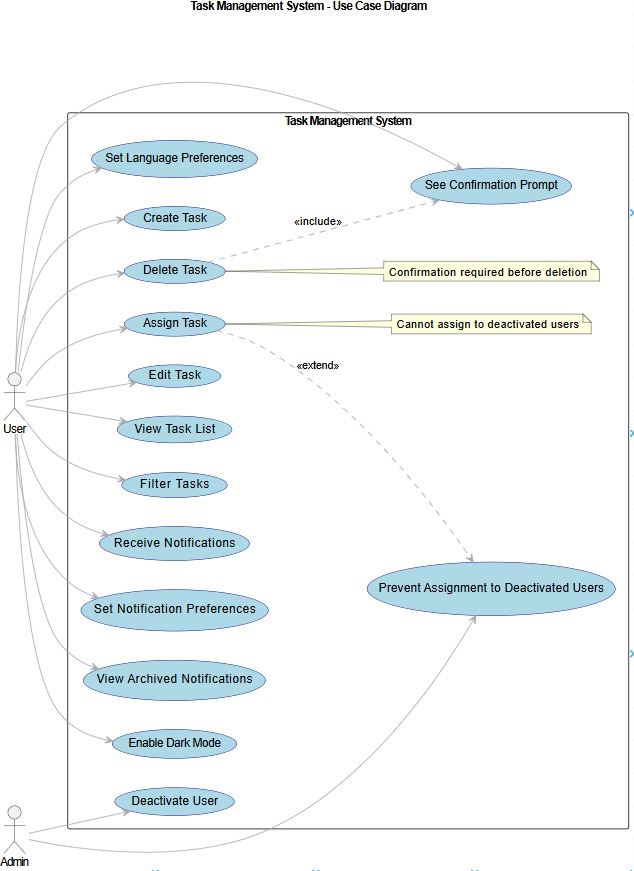 Task Management System - Use Case Diagram
Task Management System
Set Language Preferences
See Confirmation Prompt
Create Task
«include»
Delete Task
Confirmation required before deletion
Assign Task
Cannot assign to deactivated users
«extend»
Edit Task
User
View Task List
Filter Tasks
Receive Notifications
Prevent Assignment to Deactivated Users
Set Notification Preferences
View Archived Notifications
Enable Dark Mode
Deactivate User
Admin